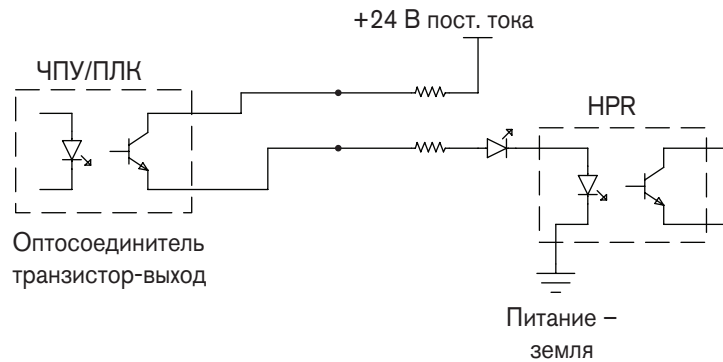 +24 В пост. тока
ЧПУ/ПЛК
HPR
Оптосоединитель
транзистор-выход
Питание –
земля